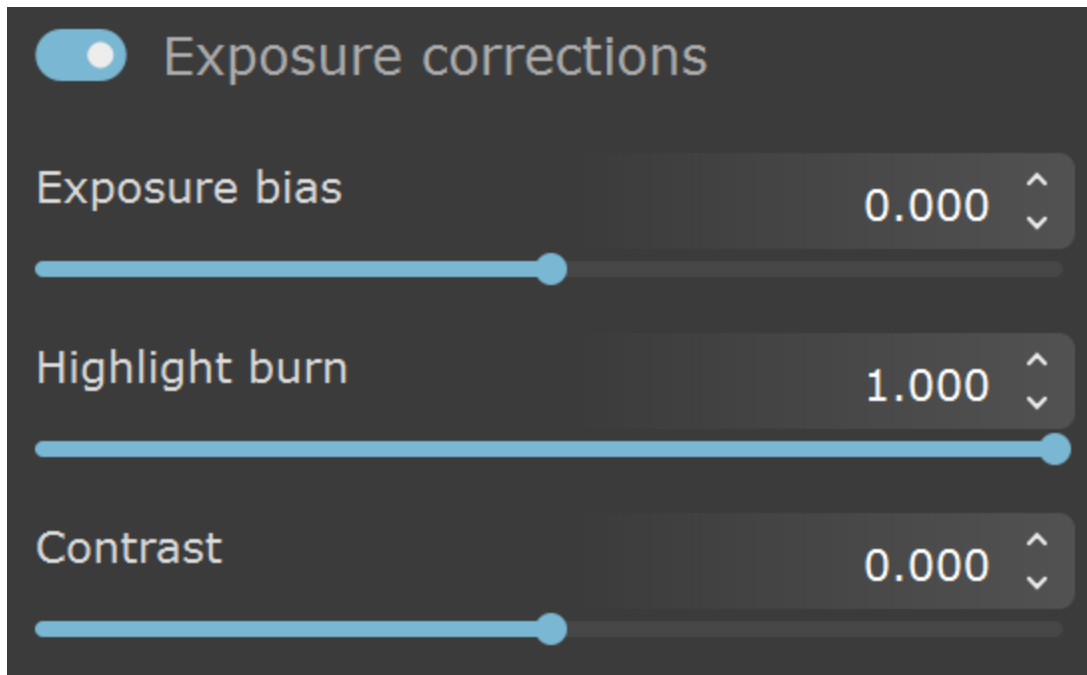 Exposure corrections
Exposure bias 0.000
Highlight burn 1.000
Contrast 0.000